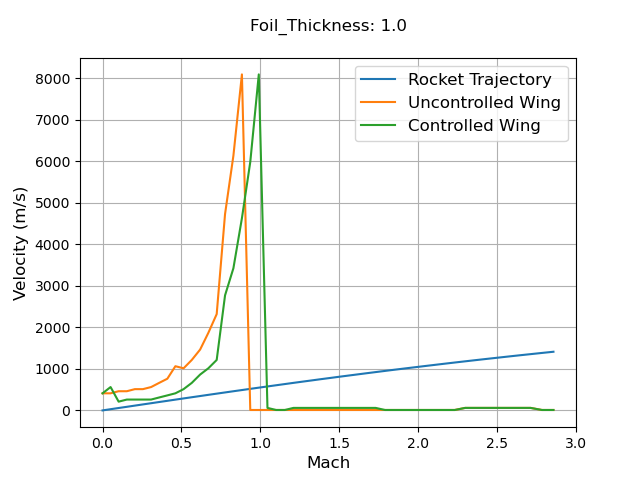 Foil_Thickness: 1.0
8000
7000
6000
5000
4000
3000
2000
1000
0
Velocity (m/s)
Rocket Trajectory
Uncontrolled Wing
Controlled Wing
0.0 0.5 1.0 1.5 2.0 2.5 3.0
Mach